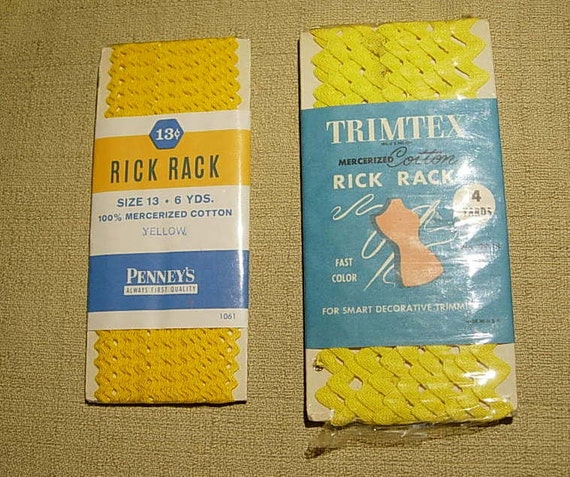 13¢
RICK RACK
SIZE 13 • 6 YDS.
100% MERCERIZED COTTON
YELLOW
PENNEY'S
ALWAYS FIRST QUALITY
1061
TRIMTEX
MERCERIZED Cotton
RICK RACK
4
YARDS
FAST
COLOR
FOR SMART DECORATIVE TRIMMING